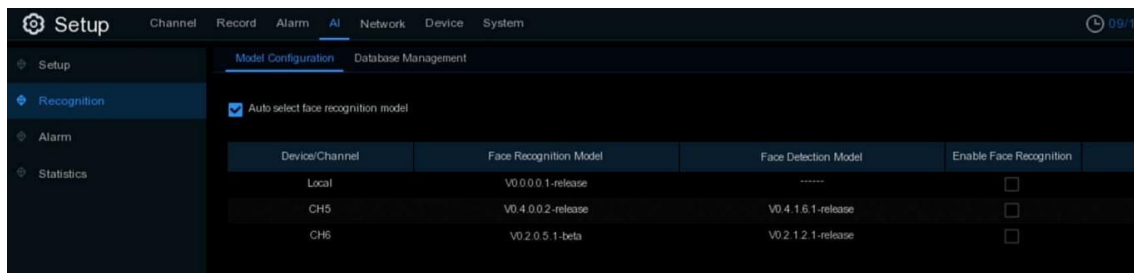 Setup Channel Record Alarm AI Network Device System 09/1
Setup Model Configuration Database Management
Recognition Auto select face recognition model
Alarm
Device/Channel Face Recognition Model Face Detection Model Enable Face Recognition
Statistics
Local V0.0.0.0.1-release ------
CH5 V0.4.0.0.2-release V0.4.1.6.1-release
CH6 V0.2.0.5.1-beta V0.2.1.2.1-release